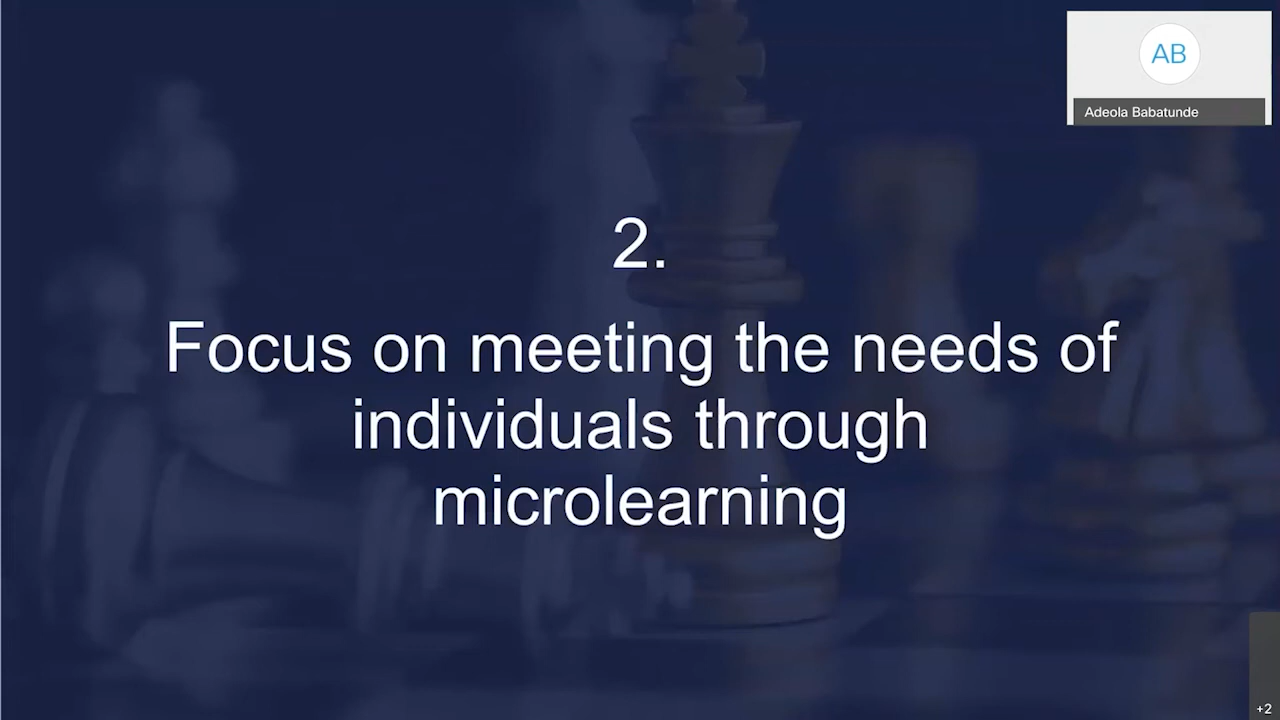 AB
Adeola Babatunde
2.
Focus on meeting the needs of
individuals through
microlearning
+2